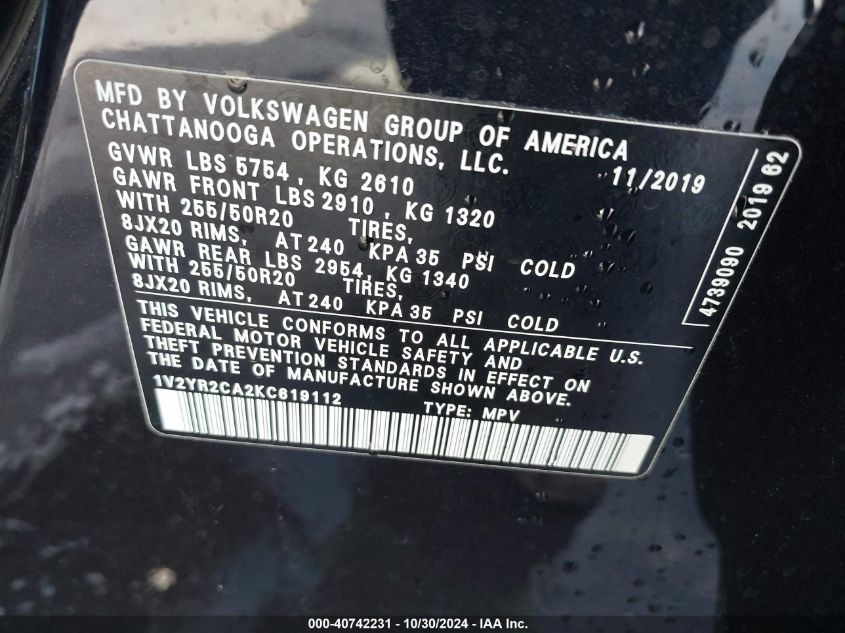 MFD BY VOLKSWAGEN GROUP OF AMERICA
CHATTANOOGA OPERATIONS, LLC.
GVWR LBS 5754 , KG 2610 11/2019
GAWR FRONT LBS 2910 , KG 1320
WITH 255/50R20 TIRES,
8JX20 RIMS, AT 240 KPA 35 PSI COLD
GAWR REAR LBS 2954, KG 1340
WITH 255/50R20 TIRES,
8JX20 RIMS, AT 240 KPA 35 PSI COLD
THIS VEHICLE CONFORMS TO ALL APPLICABLE U.S.
FEDERAL MOTOR VEHICLE SAFETY AND
THEFT PREVENTION STANDARDS IN EFFECT ON
THE DATE OF MANUFACTURE SHOWN ABOVE.
1V2YR2CA2KC619112 TYPE: MPV
4739090 2019 62
000-40742231 - 10/30/2024 - IAA Inc.